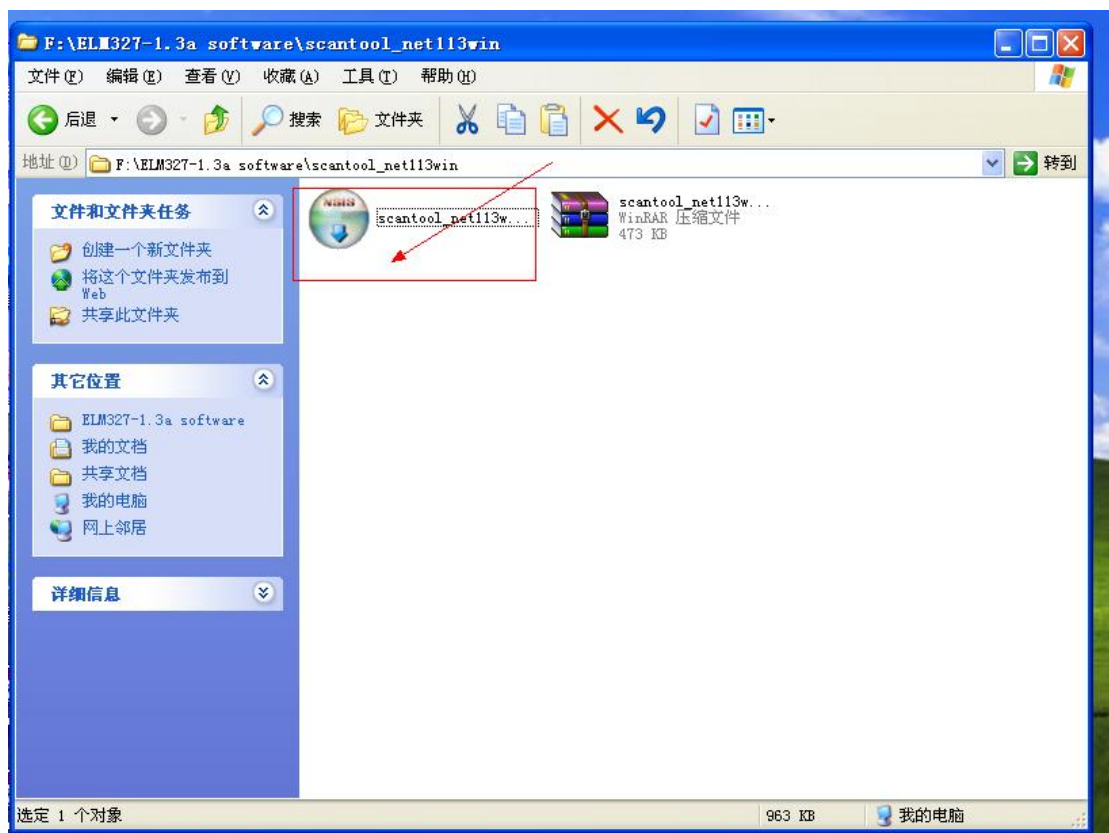 F:\ELM327-1.3a software\scantool_net113win
文件(F) 编辑(E) 查看(V) 收藏(A) 工具(T) 帮助(H)
后退 搜索 文件夹
地址(D) F:\ELM327-1.3a software\scantool_net113win 转到
文件和文件夹任务
创建一个新文件夹
将这个文件夹发布到
Web
共享此文件夹
其它位置
ELM327-1.3a software
我的文档
共享文档
我的电脑
网上邻居
详细信息
NSIS
scantool_net113w...
scantool_net113w...
WinRAR 压缩文件
473 KB
选定 1 个对象 963 KB 我的电脑